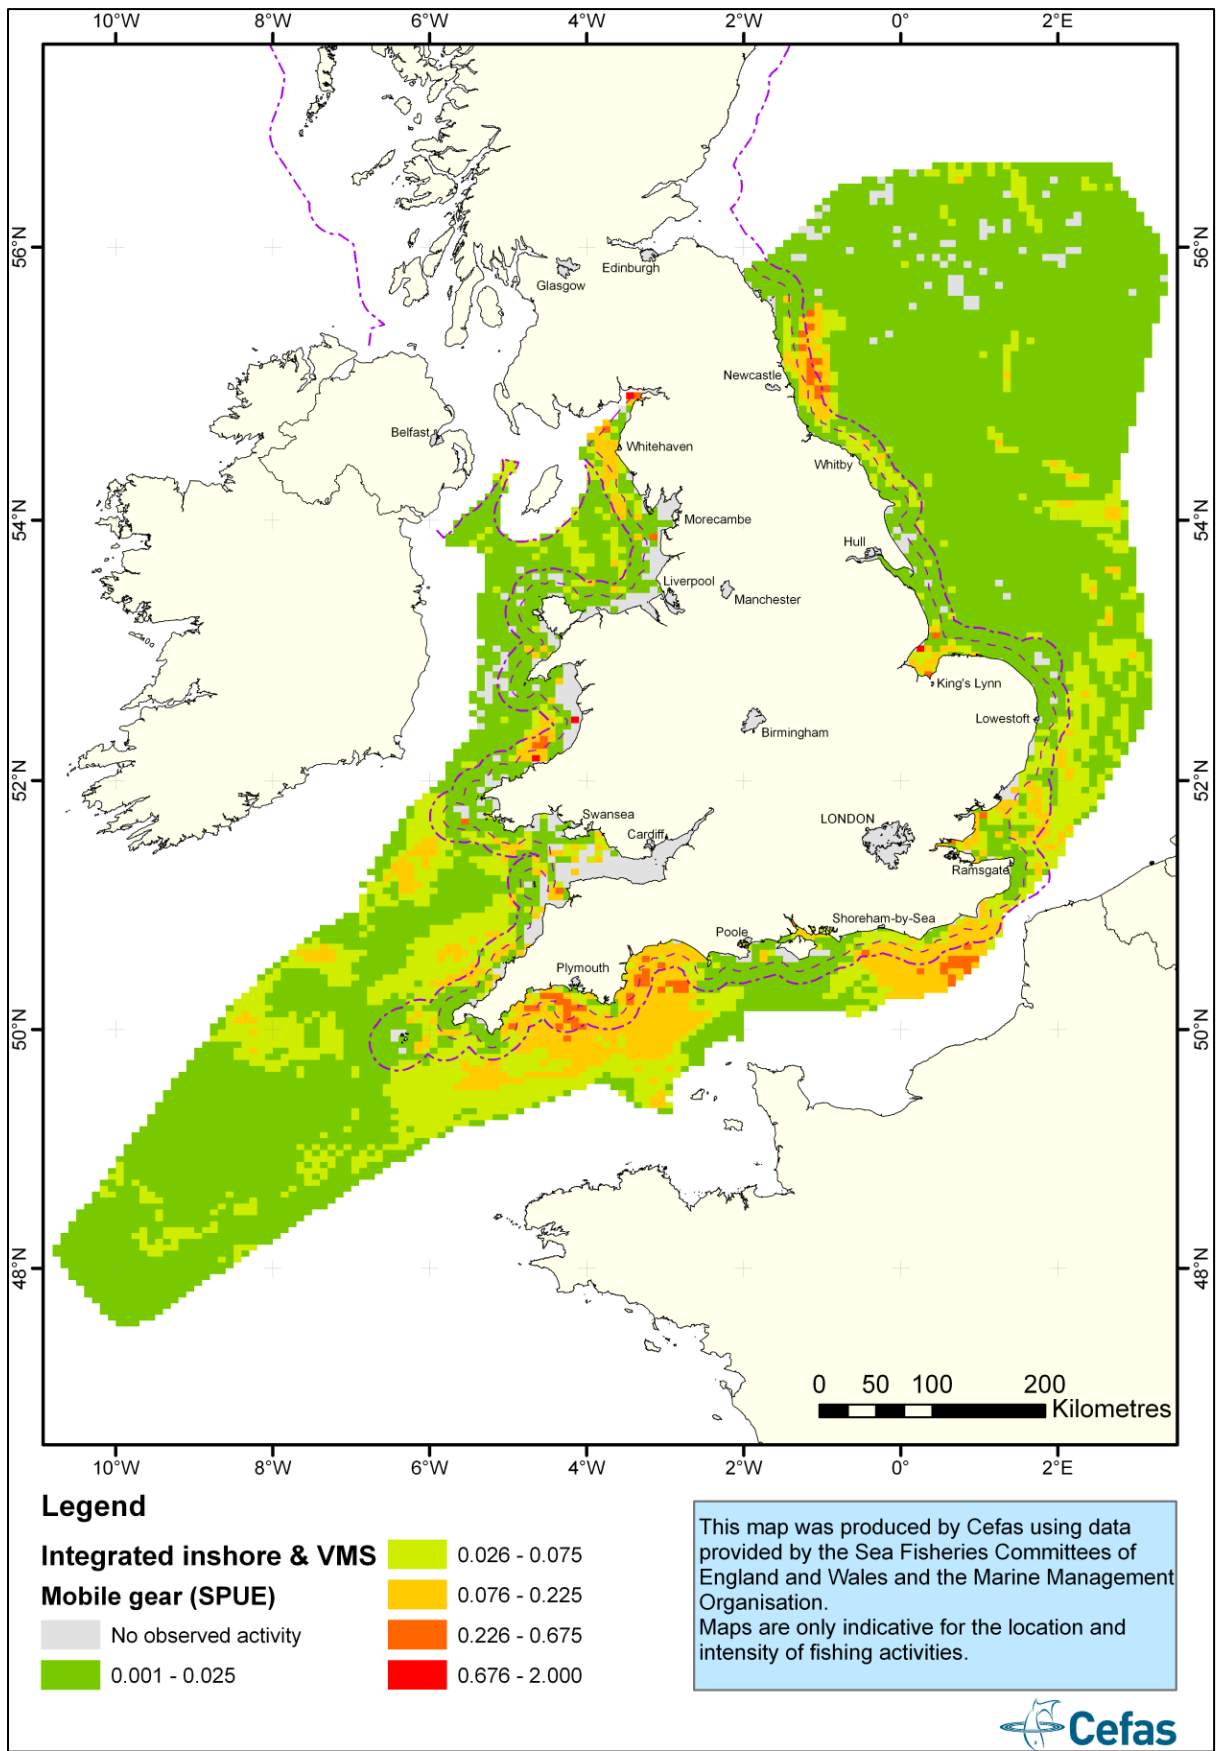 10°W 8°W 6°W 4°W 2°W 0° 2°E
56°N 56°N
Edinburgh
Glasgow
Newcastle
Belfast
Whitehaven
Whitby
54°N 54°N
Morecambe
Hull
Liverpool
Manchester
King's Lynn
Lowestoft
Birmingham
52°N 52°N
Swansea
LONDON
Cardiff
Ramsgate
Shoreham-by-Sea
Poole
Plymouth
50°N 50°N
48°N 48°N
0 50 100 200
Kilometres
10°W 8°W 6°W 4°W 2°W 0° 2°E
Legend
Integrated inshore & VMS
Mobile gear (SPUE)
No observed activity
0.001 - 0.025
0.026 - 0.075
0.076 - 0.225
0.226 - 0.675
0.676 - 2.000
This map was produced by Cefas using data
provided by the Sea Fisheries Committees of
England and Wales and the Marine Management
Organisation.
Maps are only indicative for the location and
intensity of fishing activities.
Cefas